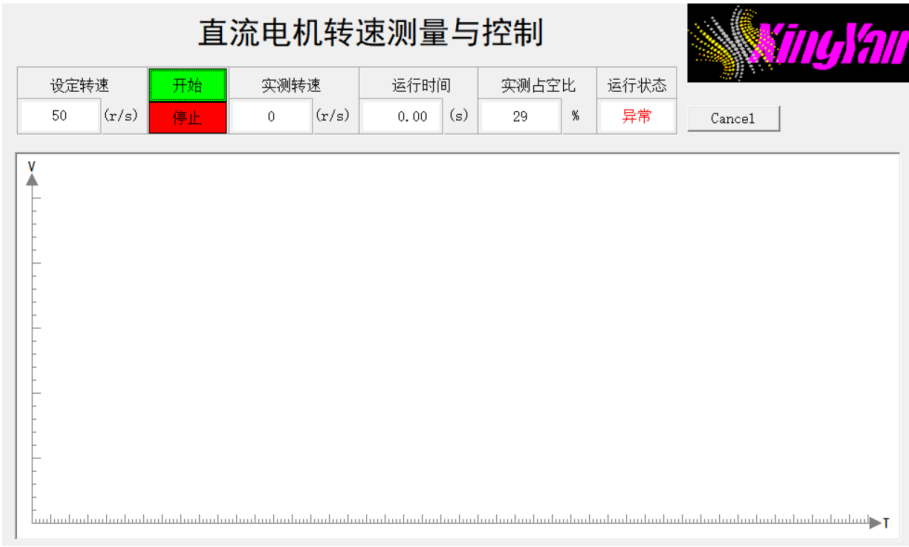 直流电机转速测量与控制
XingYan
设定转速 开始 实测转速 运行时间 实测占空比 运行状态
50 (r/s) 停止 0 (r/s) 0.00 (s) 29 % 异常 Cancel
V
T